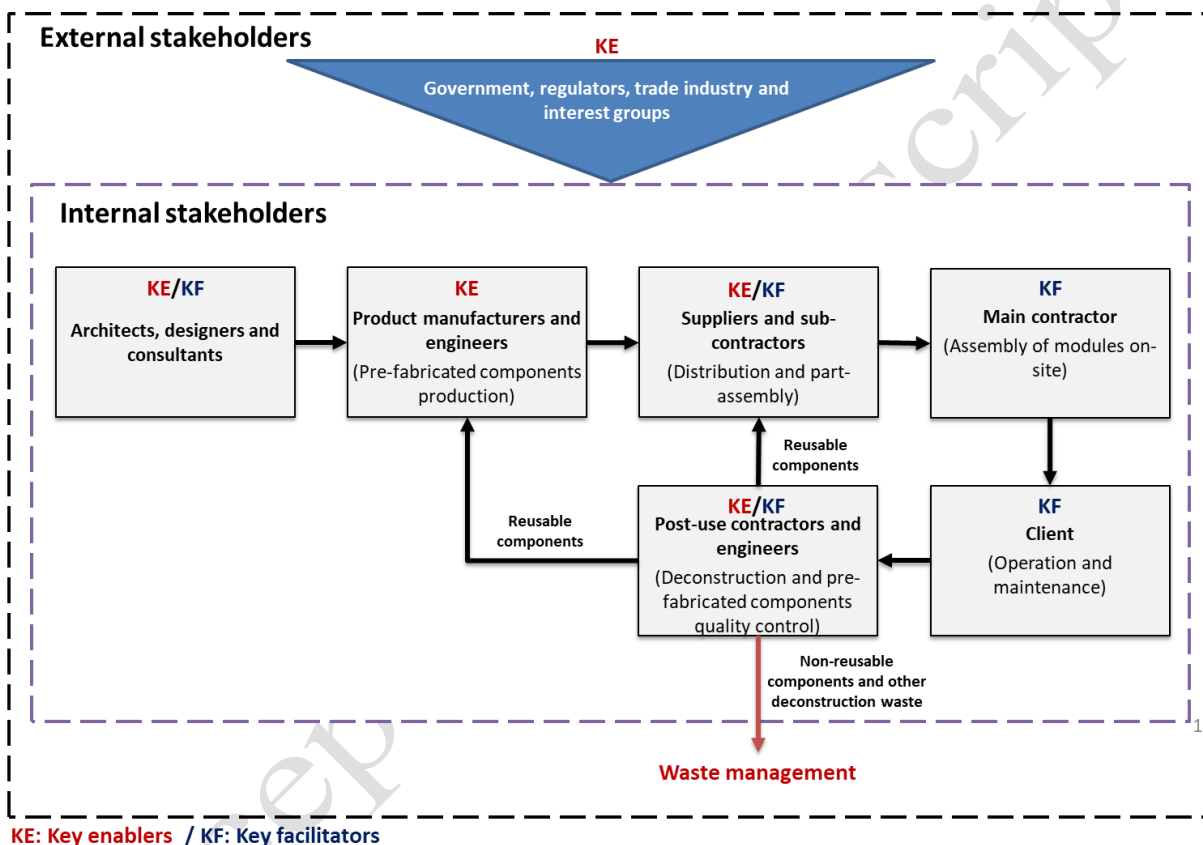 External stakeholders
KE
Government, regulators, trade industry and
interest groups
Internal stakeholders
KE/KF
Architects, designers and
consultants
KE
Product manufacturers and
engineers
(Pre-fabricated components
production)
KE/KF
Suppliers and sub-
contractors
(Distribution and part-
assembly)
KF
Main contractor
(Assembly of modules on-
site)
Reusable
components
Reusable
components
KE/KF
Post-use contractors and
engineers
(Deconstruction and pre-
fabricated components
quality control)
KF
Client
(Operation and
maintenance)
Non-reusable
components and other
deconstruction waste
1
Waste management
KE: Key enablers / KF: Key facilitators